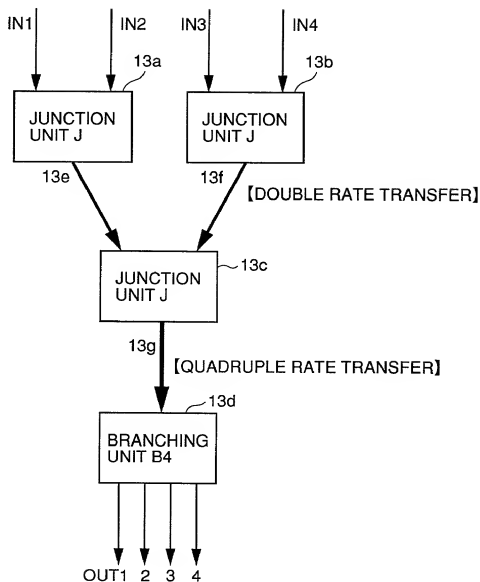 IN1 IN2 IN3 IN4
13a 13b
JUNCTION
UNIT J
JUNCTION
UNIT J
13e 13f
【DOUBLE RATE TRANSFER】
13c
JUNCTION
UNIT J
13g
【QUADRUPLE RATE TRANSFER】
13d
BRANCHING
UNIT B4
OUT1 2 3 4